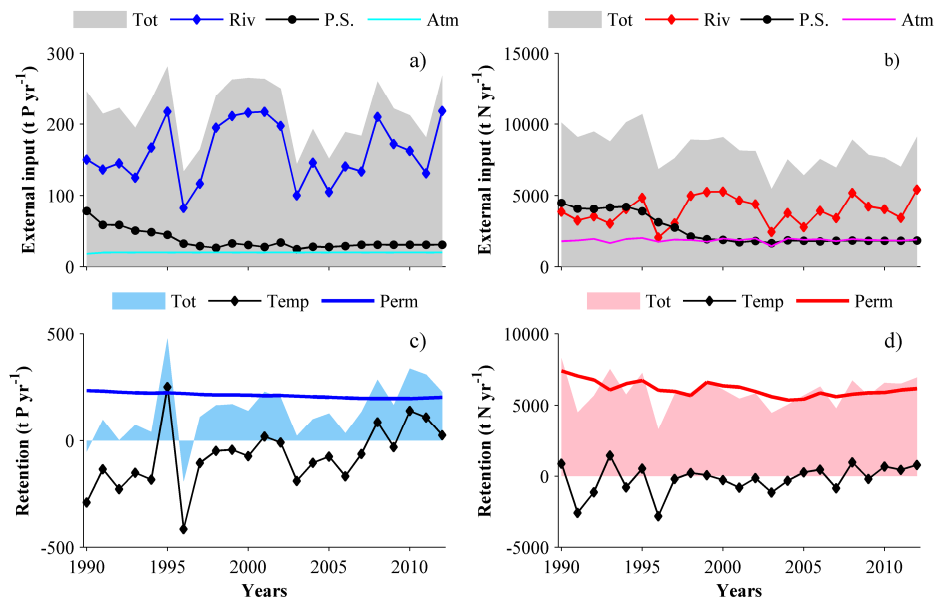 Tot Riv P.S. Atm
Tot Riv P.S. Atm
a)
External input (t P yr-1)
300
200
100
0
b)
External input (t N yr-1)
15000
10000
5000
0
Tot Temp Perm
Tot Temp Perm
c)
Retention (t P yr-1)
500
0
-500
1990 1995 2000 2005 2010
Years
d)
Retention (t N yr-1)
10000
5000
0
-5000
1990 1995 2000 2005 2010
Years